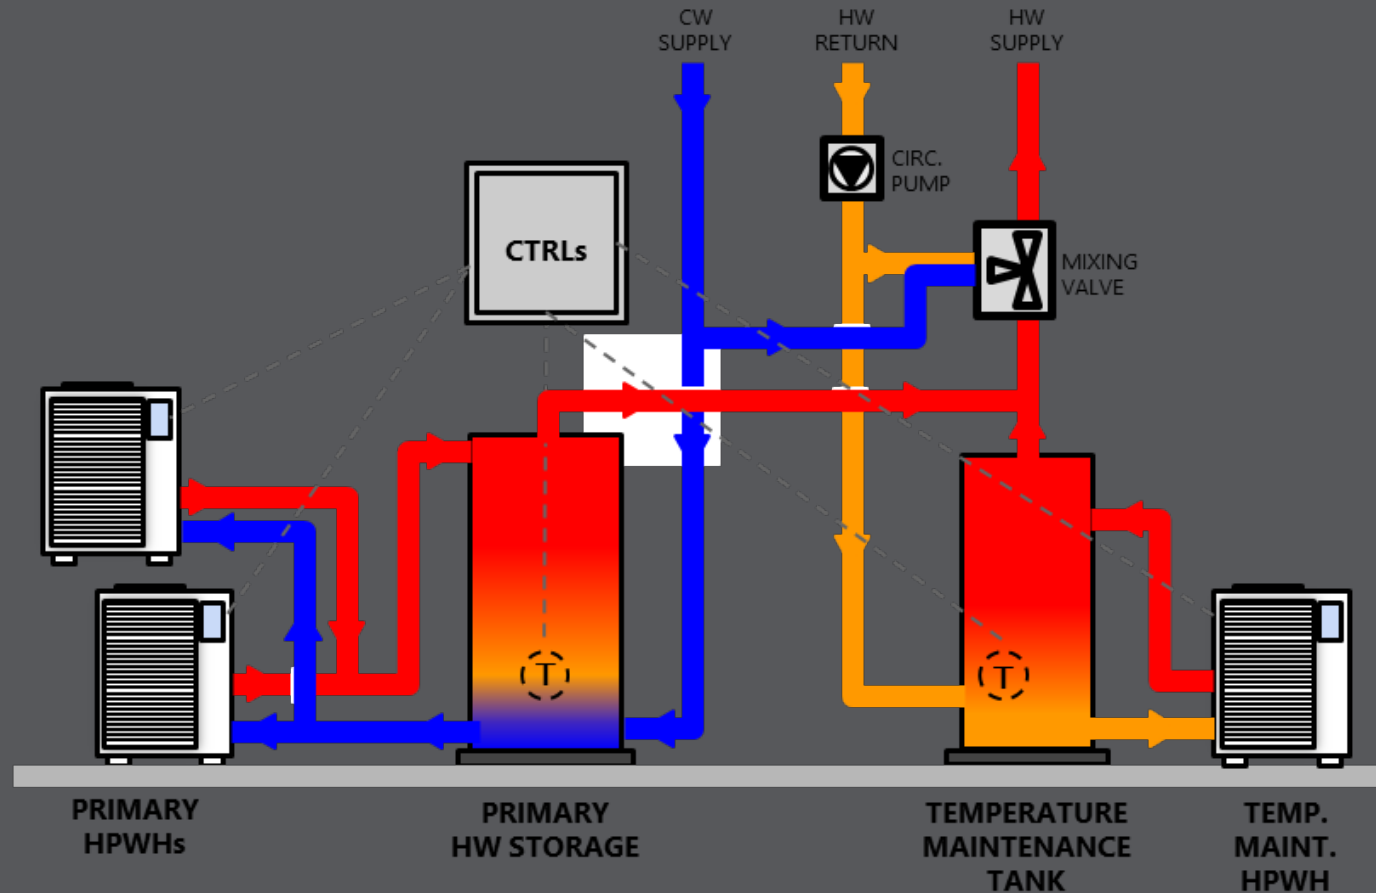 CW
SUPPLY
HW
RETURN
HW
SUPPLY
CIRC.
PUMP
CTRLs
MIXING
VALVE
T
T
PRIMARY
HPWHs
PRIMARY
HW STORAGE
TEMPERATURE
MAINTENANCE
TANK
TEMP.
MAINT.
HPWH